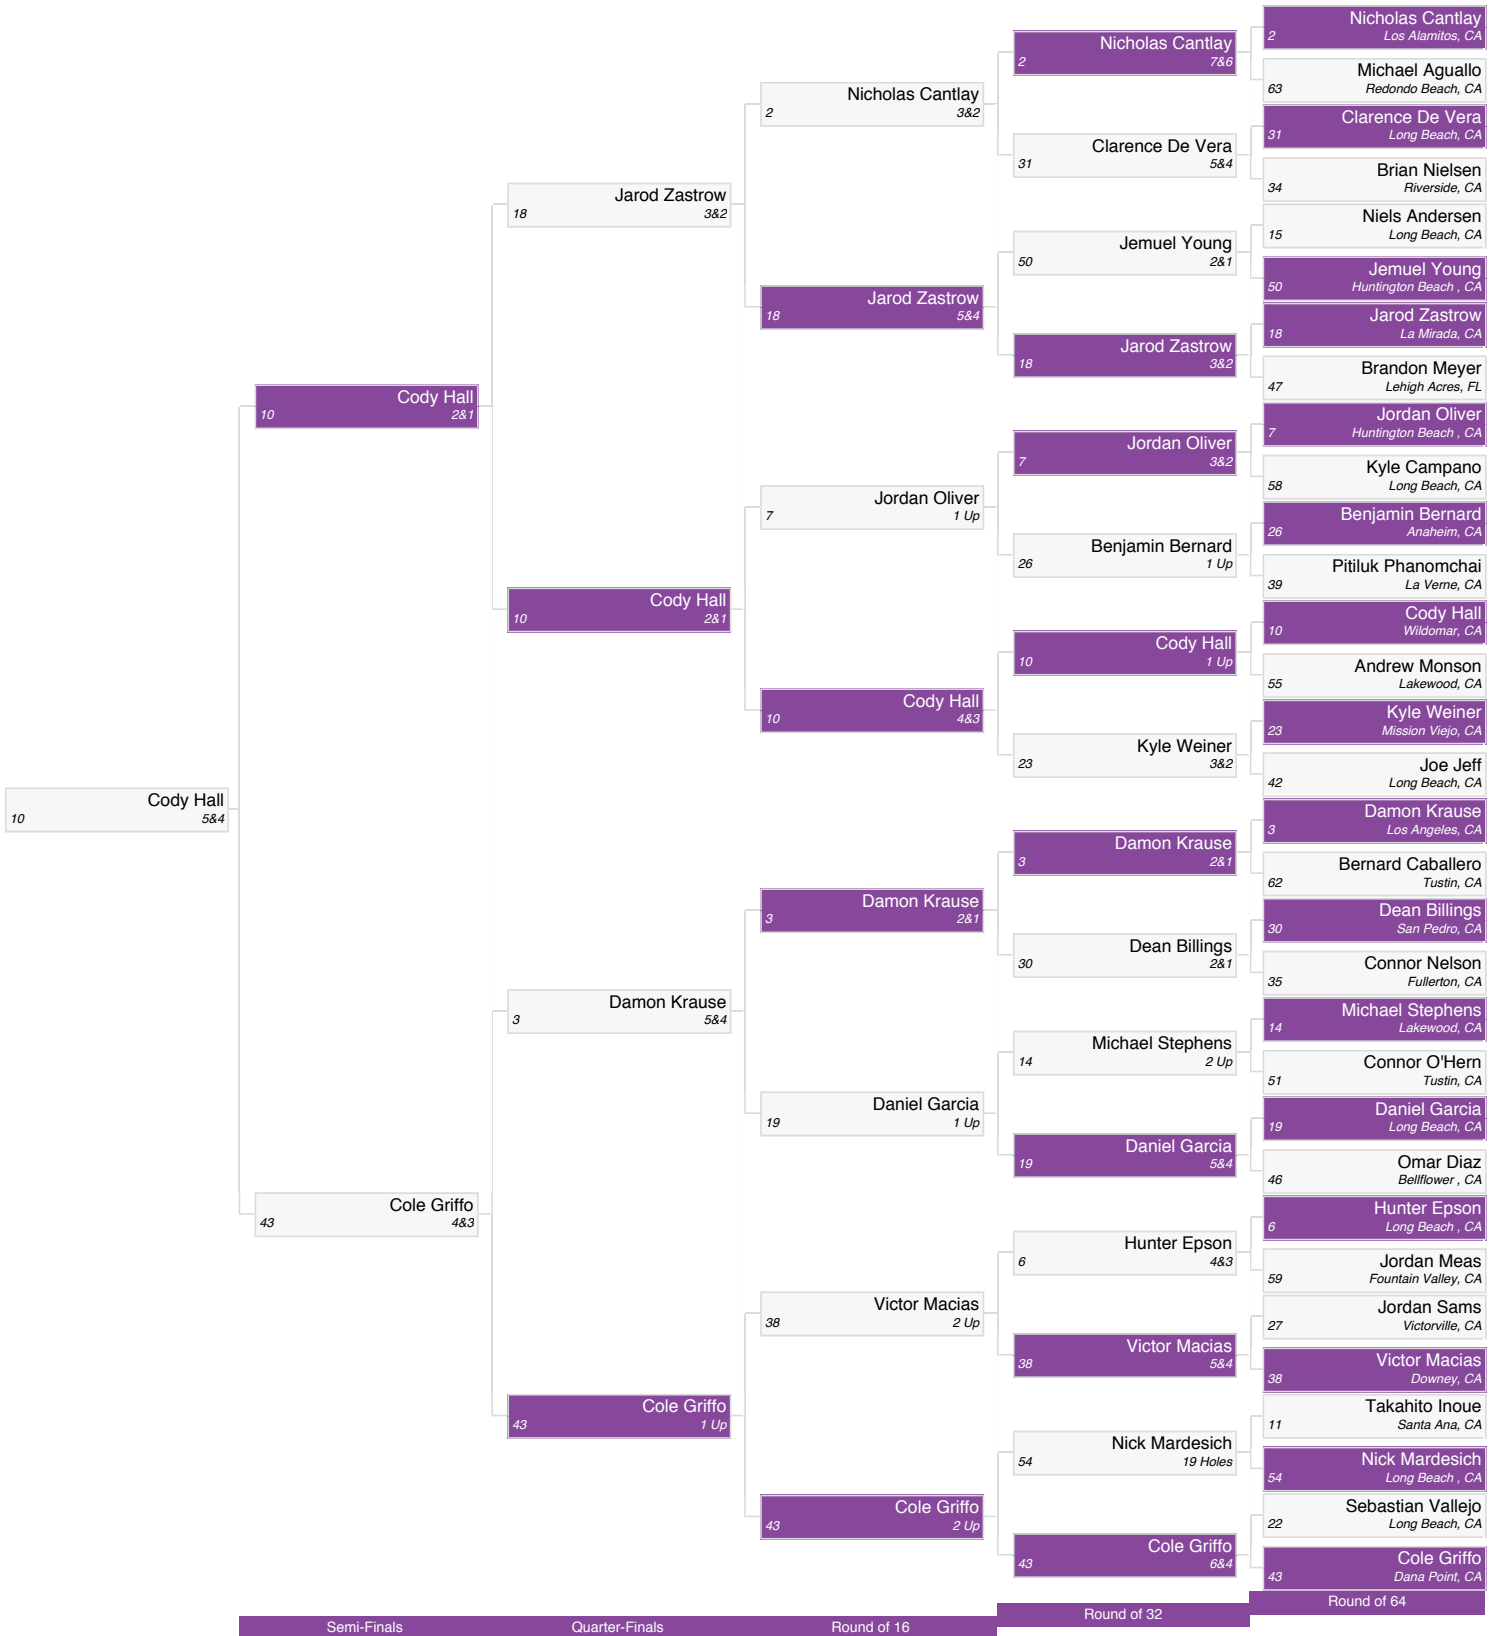 Nicholas Cantlay
2 Los Alamitos, CA
Michael Aguallo
63 Redondo Beach, CA
Clarence De Vera
31 Long Beach, CA
Brian Nielsen
34 Riverside, CA
Niels Andersen
15 Long Beach, CA
Jemuel Young
50 Huntington Beach , CA
Jarod Zastrow
18 La Mirada, CA
Brandon Meyer
47 Lehigh Acres, FL
Jordan Oliver
7 Huntington Beach , CA
Kyle Campano
58 Long Beach, CA
Benjamin Bernard
26 Anaheim, CA
Pitiluk Phanomchai
39 La Verne, CA
Cody Hall
10 Wildomar, CA
Andrew Monson
55 Lakewood, CA
Kyle Weiner
23 Mission Viejo, CA
Joe Jeff
42 Long Beach, CA
Damon Krause
3 Los Angeles, CA
Bernard Caballero
62 Tustin, CA
Dean Billings
30 San Pedro, CA
Connor Nelson
35 Fullerton, CA
Michael Stephens
14 Lakewood, CA
Connor O'Hern
51 Tustin, CA
Daniel Garcia
19 Long Beach, CA
Omar Diaz
46 Bellflower , CA
Hunter Epson
6 Long Beach , CA
Jordan Meas
59 Fountain Valley, CA
Jordan Sams
27 Victorville, CA
Victor Macias
38 Downey, CA
Takahito Inoue
11 Santa Ana, CA
Nick Mardesich
54 Long Beach , CA
Sebastian Vallejo
22 Long Beach, CA
Cole Griffo
43 Dana Point, CA
Round of 64
Nicholas Cantlay
2 7&6
Clarence De Vera
31 5&4
Jemuel Young
50 2&1
Jarod Zastrow
18 3&2
Jordan Oliver
7 3&2
Benjamin Bernard
26 1 Up
Cody Hall
10 1 Up
Kyle Weiner
23 3&2
Damon Krause
3 2&1
Dean Billings
30 2&1
Michael Stephens
14 2 Up
Daniel Garcia
19 5&4
Hunter Epson
6 4&3
Victor Macias
38 5&4
Nick Mardesich
54 19 Holes
Cole Griffo
43 6&4
Round of 32
Nicholas Cantlay
2 3&2
Jarod Zastrow
18 5&4
Jordan Oliver
7 1 Up
Cody Hall
10 4&3
Damon Krause
3 2&1
Daniel Garcia
19 1 Up
Victor Macias
38 2 Up
Cole Griffo
43 2 Up
Round of 16
Jarod Zastrow
18 3&2
Cody Hall
10 2&1
Damon Krause
3 5&4
Cole Griffo
43 1 Up
Quarter-Finals
Cody Hall
10 2&1
Cole Griffo
43 4&3
Semi-Finals
Cody Hall
10 5&4